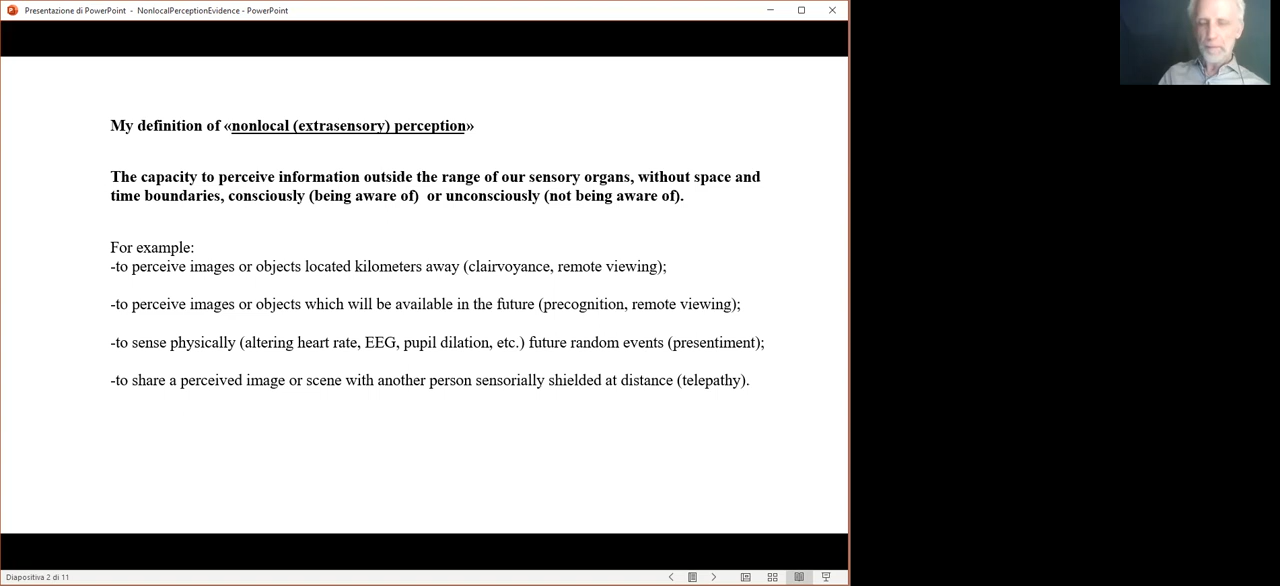 Presentazione di PowerPoint - NonlocalPerceptionEvidence - PowerPoint
My definition of «nonlocal (extrasensory) perception»
The capacity to perceive information outside the range of our sensory organs, without space and
time boundaries, consciously (being aware of) or unconsciously (not being aware of).
For example:
-to perceive images or objects located kilometers away (clairvoyance, remote viewing);
-to perceive images or objects which will be available in the future (precognition, remote viewing);
-to sense physically (altering heart rate, EEG, pupil dilation, etc.) future random events (presentiment);
-to share a perceived image or scene with another person sensorially shielded at distance (telepathy).
Diapositiva 2 di 11